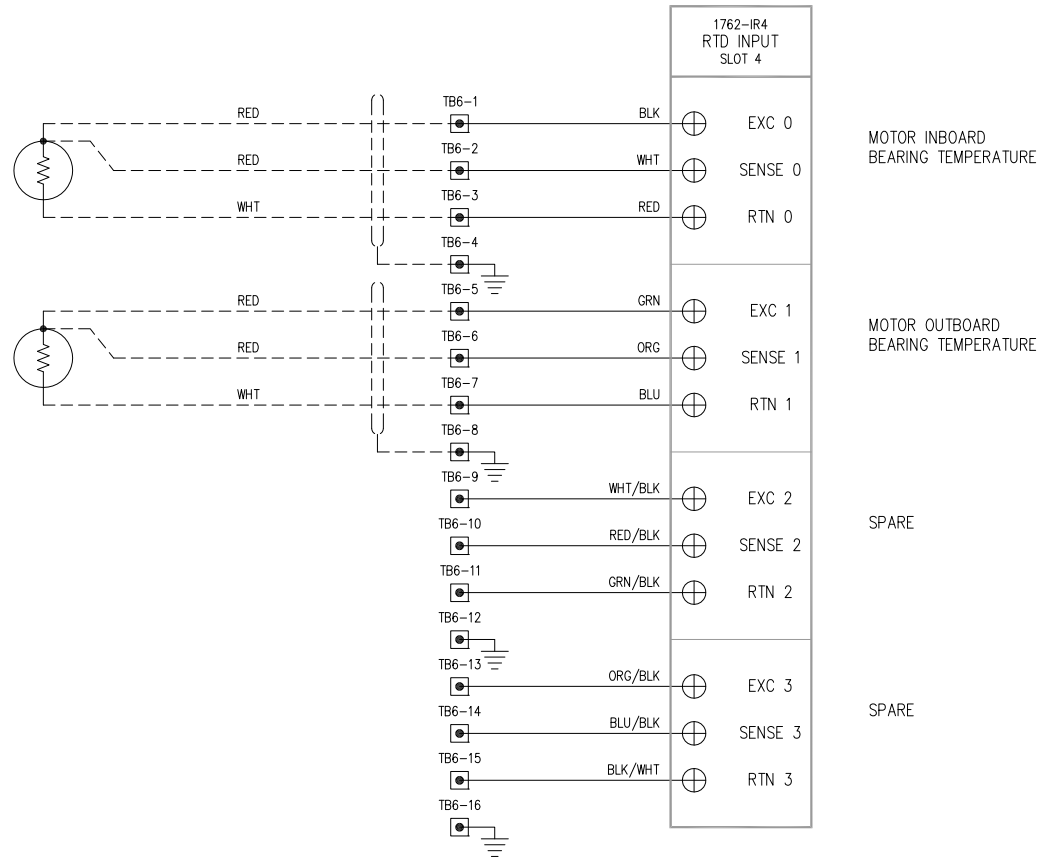 1762-IR4
RTD INPUT
SLOT 4
RED
TB6-1
BLK
EXC 0
MOTOR INBOARD
BEARING TEMPERATURE
RED
TB6-2
WHT
SENSE 0
WHT
TB6-3
RED
RTN 0
TB6-4
RED
TB6-5
GRN
EXC 1
MOTOR OUTBOARD
BEARING TEMPERATURE
RED
TB6-6
ORG
SENSE 1
WHT
TB6-7
BLU
RTN 1
TB6-8
TB6-9
WHT/BLK
EXC 2
SPARE
TB6-10
RED/BLK
SENSE 2
TB6-11
GRN/BLK
RTN 2
TB6-12
TB6-13
ORG/BLK
EXC 3
SPARE
TB6-14
BLU/BLK
SENSE 3
TB6-15
BLK/WHT
RTN 3
TB6-16